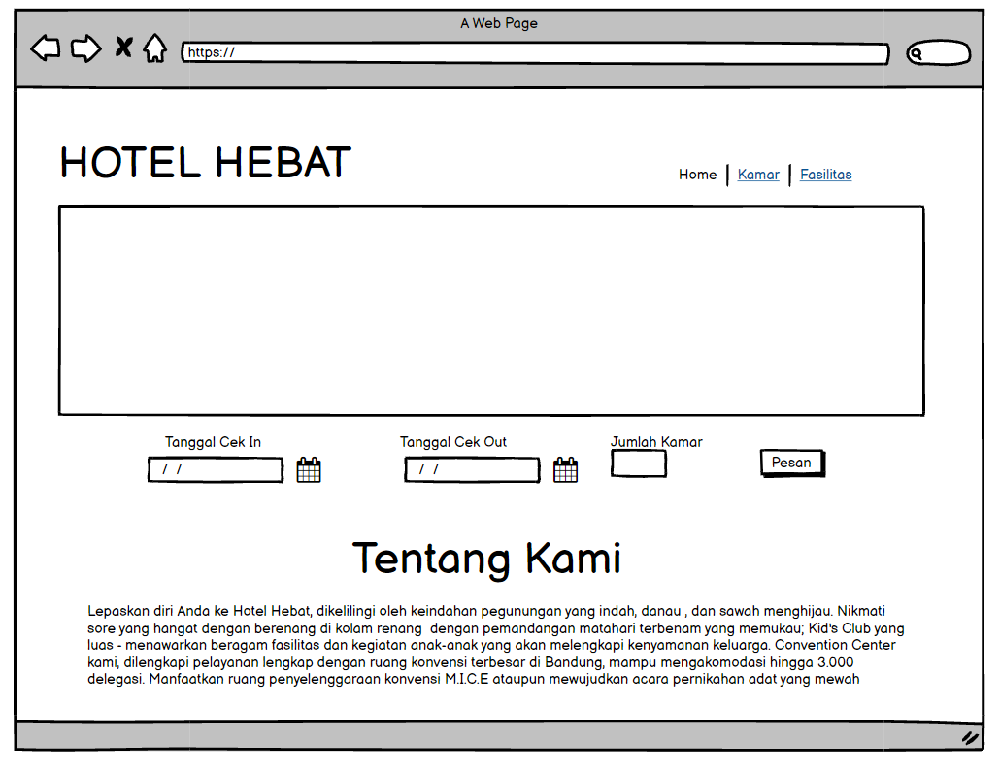 A Web Page
https://
HOTEL HEBAT
Home | Kamar | Fasilitas
Tanggal Cek In
Tanggal Cek Out
Jumlah Kamar
/ /
/ /
Pesan
Tentang Kami
Lepaskan diri Anda ke Hotel Hebat, dikelilingi oleh keindahan pegunungan yang indah, danau , dan sawah menghijau. Nikmati
sore yang hangat dengan berenang di kolam renang  dengan pemandangan matahari terbenam yang memukau; Kid's Club yang
luas - menawarkan beragam fasilitas dan kegiatan anak-anak yang akan melengkapi kenyamanan keluarga. Convention Center
kami, dilengkapi pelayanan lengkap dengan ruang konvensi terbesar di Bandung, mampu mengakomodasi hingga 3.000
delegasi. Manfaatkan ruang penyelenggaraan konvensi M.I.C.E ataupun mewujudkan acara pernikahan adat yang mewah